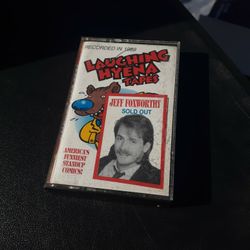 RECORDED IN 1989
LAUGHING
HYENA
TAPES
JEFF FOXWORTHY
SOLD OUT
AMERICA'S
FUNNIEST
STANDUP
COMICS!